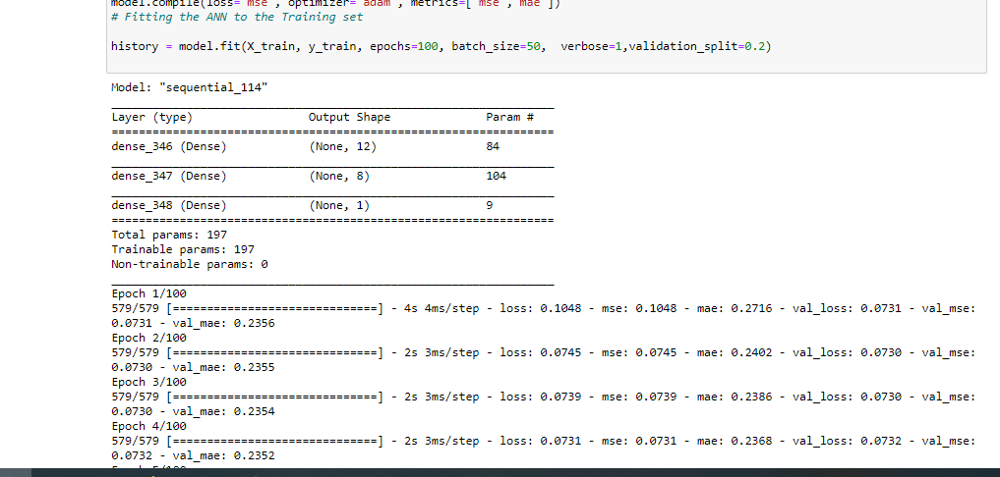 model.compile(loss='mse', optimizer='adam', metrics=['mse','mae'])
# Fitting the ANN to the Training set
history = model.fit(X_train, y_train, epochs=100, batch_size=50,  verbose=1,validation_split=0.2)
Model: "sequential_114"
Layer (type) Output Shape Param #
=================================================================
dense_346 (Dense) (None, 12) 84
dense_347 (Dense) (None, 8) 104
dense_348 (Dense) (None, 1) 9
=================================================================
Total params: 197
Trainable params: 197
Non-trainable params: 0
Epoch 1/100
579/579 [==============================] - 4s 4ms/step - loss: 0.1048 - mse: 0.1048 - mae: 0.2716 - val_loss: 0.0731 - val_mse:
0.0731 - val_mae: 0.2356
Epoch 2/100
579/579 [==============================] - 2s 3ms/step - loss: 0.0745 - mse: 0.0745 - mae: 0.2402 - val_loss: 0.0730 - val_mse:
0.0730 - val_mae: 0.2355
Epoch 3/100
579/579 [==============================] - 2s 3ms/step - loss: 0.0739 - mse: 0.0739 - mae: 0.2386 - val_loss: 0.0730 - val_mse:
0.0730 - val_mae: 0.2354
Epoch 4/100
579/579 [==============================] - 2s 3ms/step - loss: 0.0731 - mse: 0.0731 - mae: 0.2368 - val_loss: 0.0732 - val_mse:
0.0732 - val_mae: 0.2352